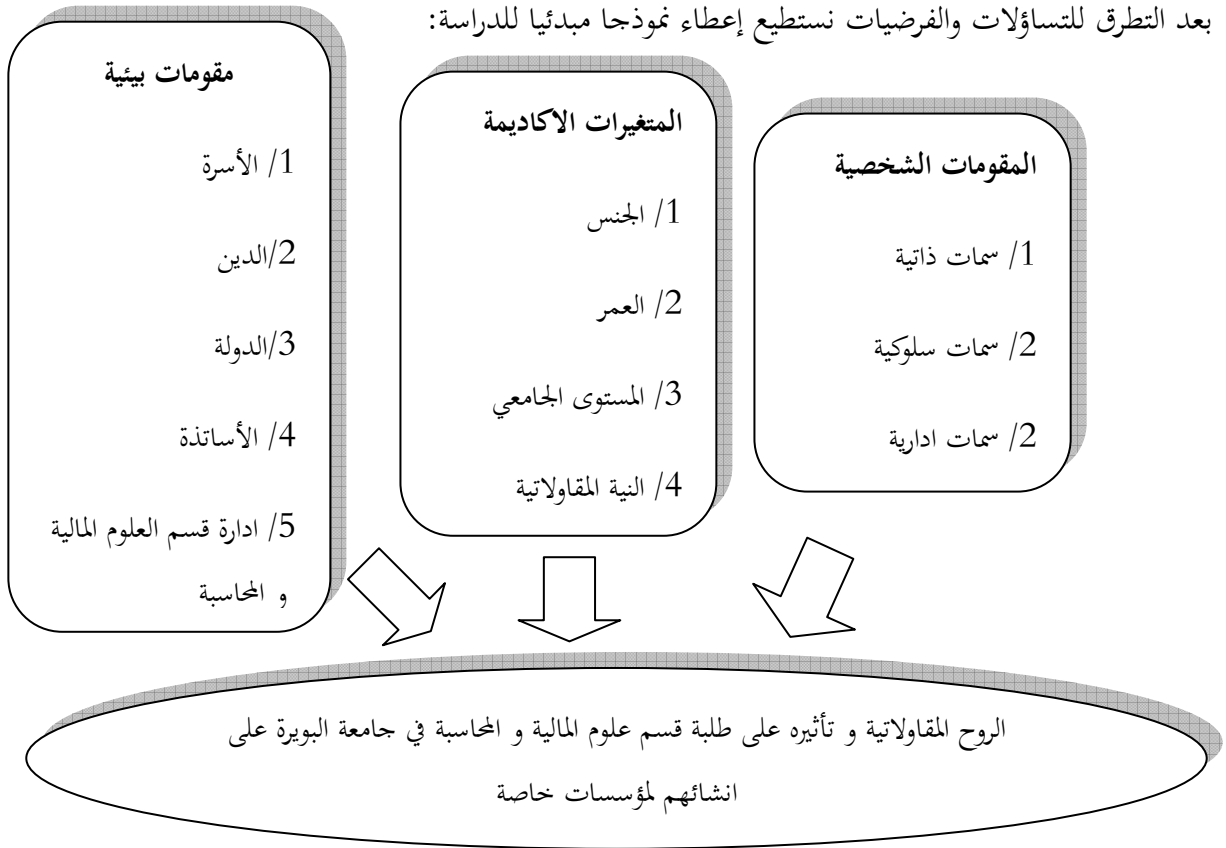 بعد التطرق للتساؤلات والفرضيات نستطيع إعطاء نموذجا مبدئيا للدراسة:
المقومات الشخصية
1/ سمات ذاتية
2/ سمات سلوكية
2/ سمات ادارية
المتغيرات الاكاديمة
1/ الجنس
2/ العمر
3/ المستوى الجامعي
4/ النية المقاولاتية
مقومات بيئية
1/ الأسرة
2/الدين
3/الدولة
4/ الأساتذة
5/ ادارة قسم العلوم المالية
و المحاسبة
الروح المقاولاتية و تأثيره على طلبة قسم علوم المالية و المحاسبة في جامعة البويرة على
انشائهم لمؤسسات خاصة